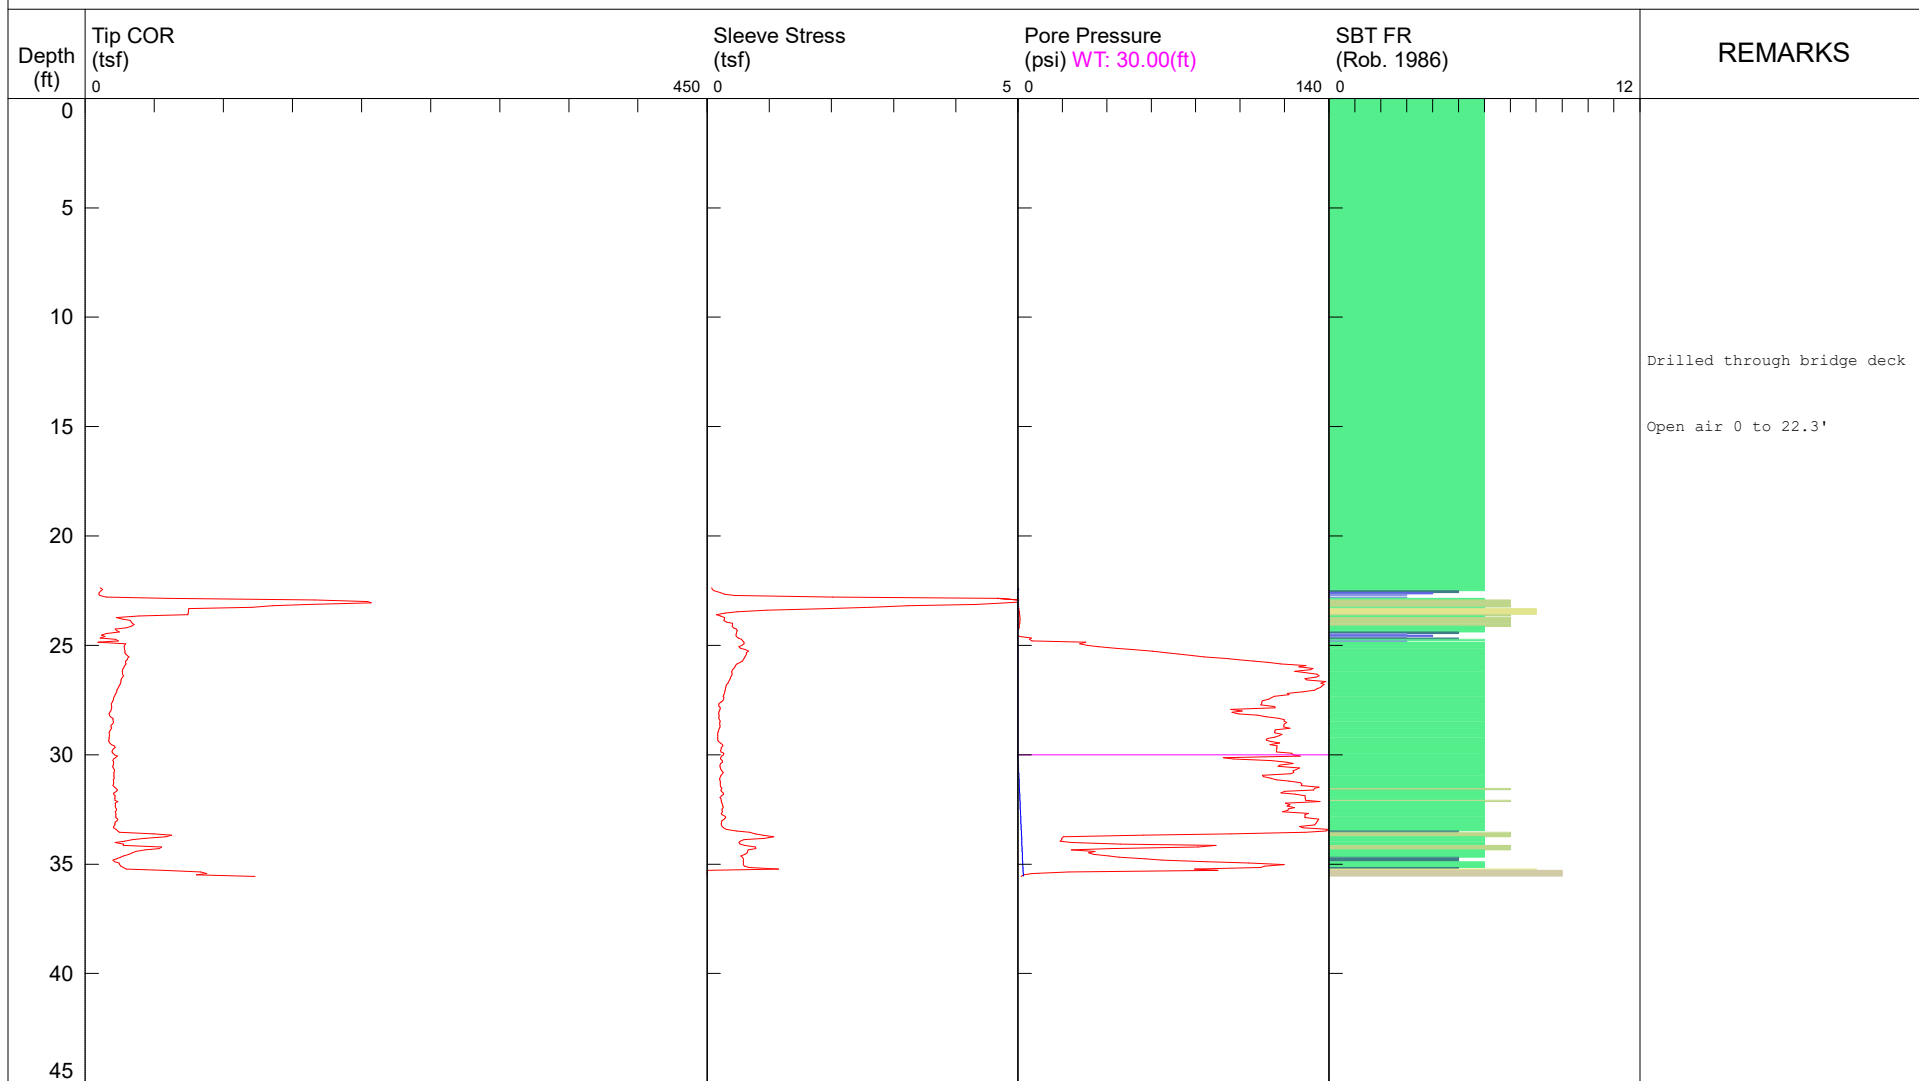 Depth
(ft)
Tip COR
(tsf)
0 450
Sleeve Stress
(tsf)
0 5
Pore Pressure
(psi) WT: 30.00(ft)
0 140
SBT FR
(Rob. 1986)
0 12
REMARKS
0
5
10
Drilled through bridge deck
15
Open air 0 to 22.3'
20
25
30
35
40
45